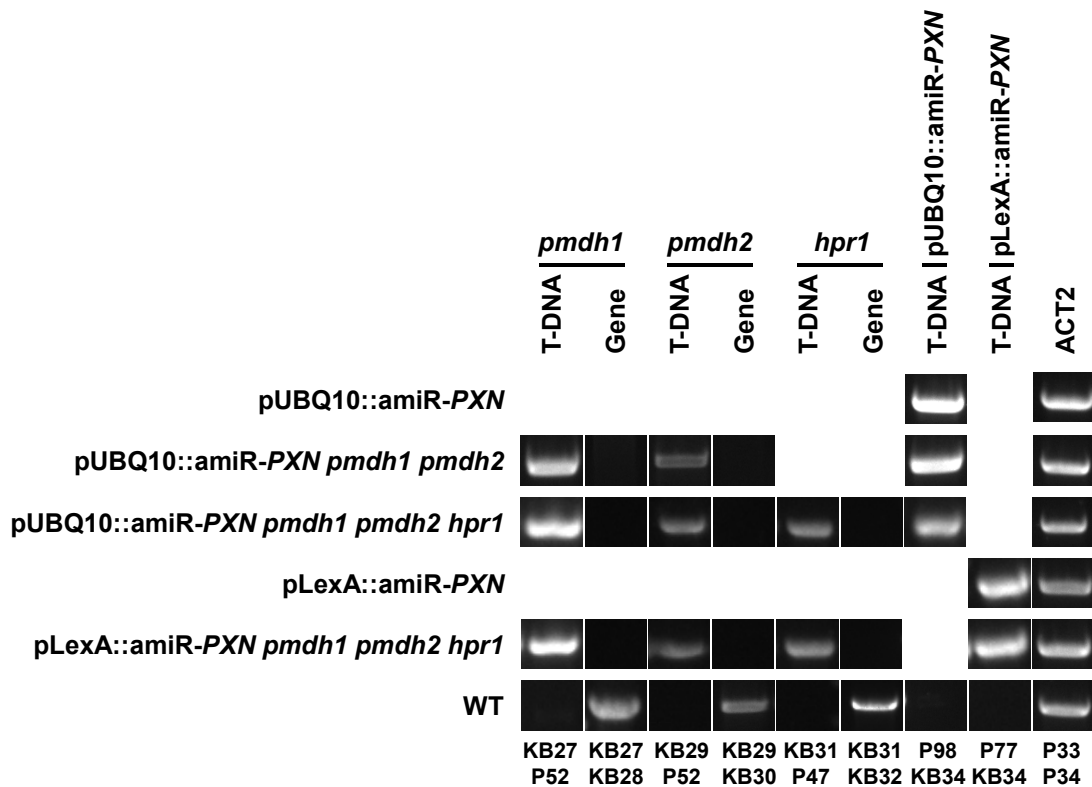 pUBQ10::amiR-PXN
pLexA::amiR-PXN
pmdh1 pmdh2 hpr1
T-DNA Gene T-DNA Gene T-DNA Gene T-DNA T-DNA ACT2
pUBQ10::amiR-PXN
pUBQ10::amiR-PXN pmdh1 pmdh2
pUBQ10::amiR-PXN pmdh1 pmdh2 hpr1
pLexA::amiR-PXN
pLexA::amiR-PXN pmdh1 pmdh2 hpr1
WT
KB27 KB27 KB29 KB29 KB31 KB31 P98 P77 P33
P52 KB28 P52 KB30 P47 KB32 KB34 KB34 P34